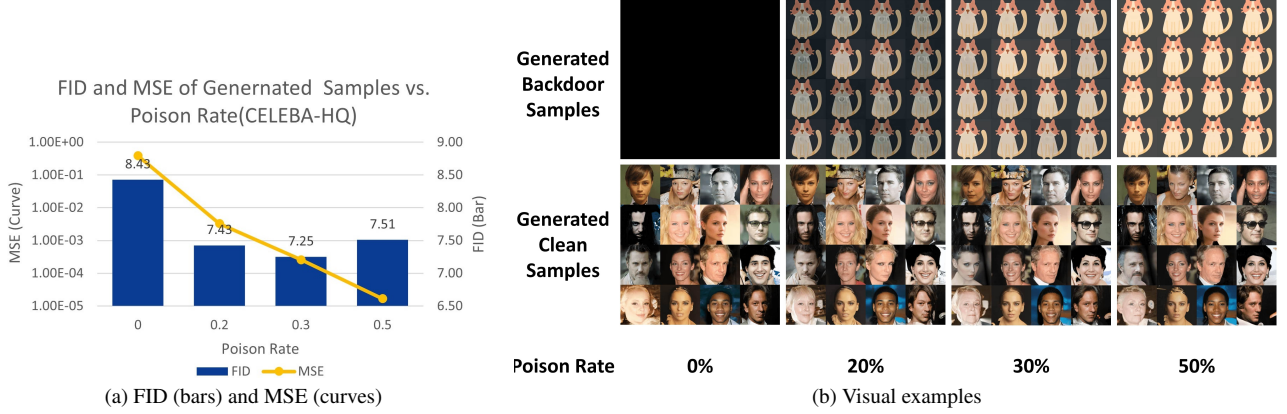 FID and MSE of Genernated Samples vs.
Poison Rate(CELEBA-HQ)
1.00E+00
1.00E-01
1.00E-02
1.00E-03
1.00E-04
1.00E-05
MSE (Curve)
8.43
7.43
7.25
7.51
9.00
8.50
8.00
7.50
7.00
6.50
FID (Bar)
0
0.2
0.3
0.5
Poison Rate
FID
MSE
(a) FID (bars) and MSE (curves)
Generated
Backdoor
Samples
Generated
Clean
Samples
Poison Rate
0%
20%
30%
50%
(b) Visual examples